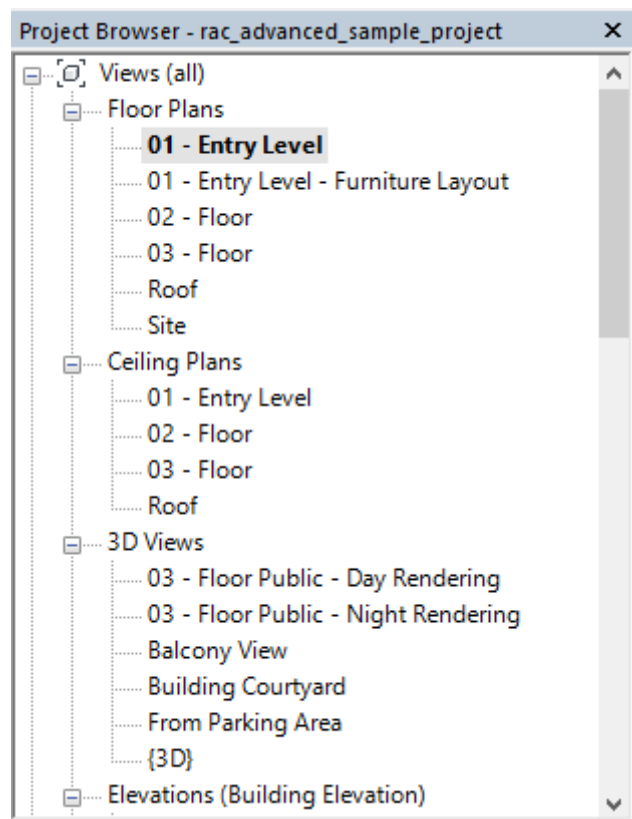 Project Browser - rac_advanced_sample_project
Views (all)
Floor Plans
01 - Entry Level
01 - Entry Level - Furniture Layout
02 - Floor
03 - Floor
Roof
Site
Ceiling Plans
01 - Entry Level
02 - Floor
03 - Floor
Roof
3D Views
03 - Floor Public - Day Rendering
03 - Floor Public - Night Rendering
Balcony View
Building Courtyard
From Parking Area
{3D}
Elevations (Building Elevation)